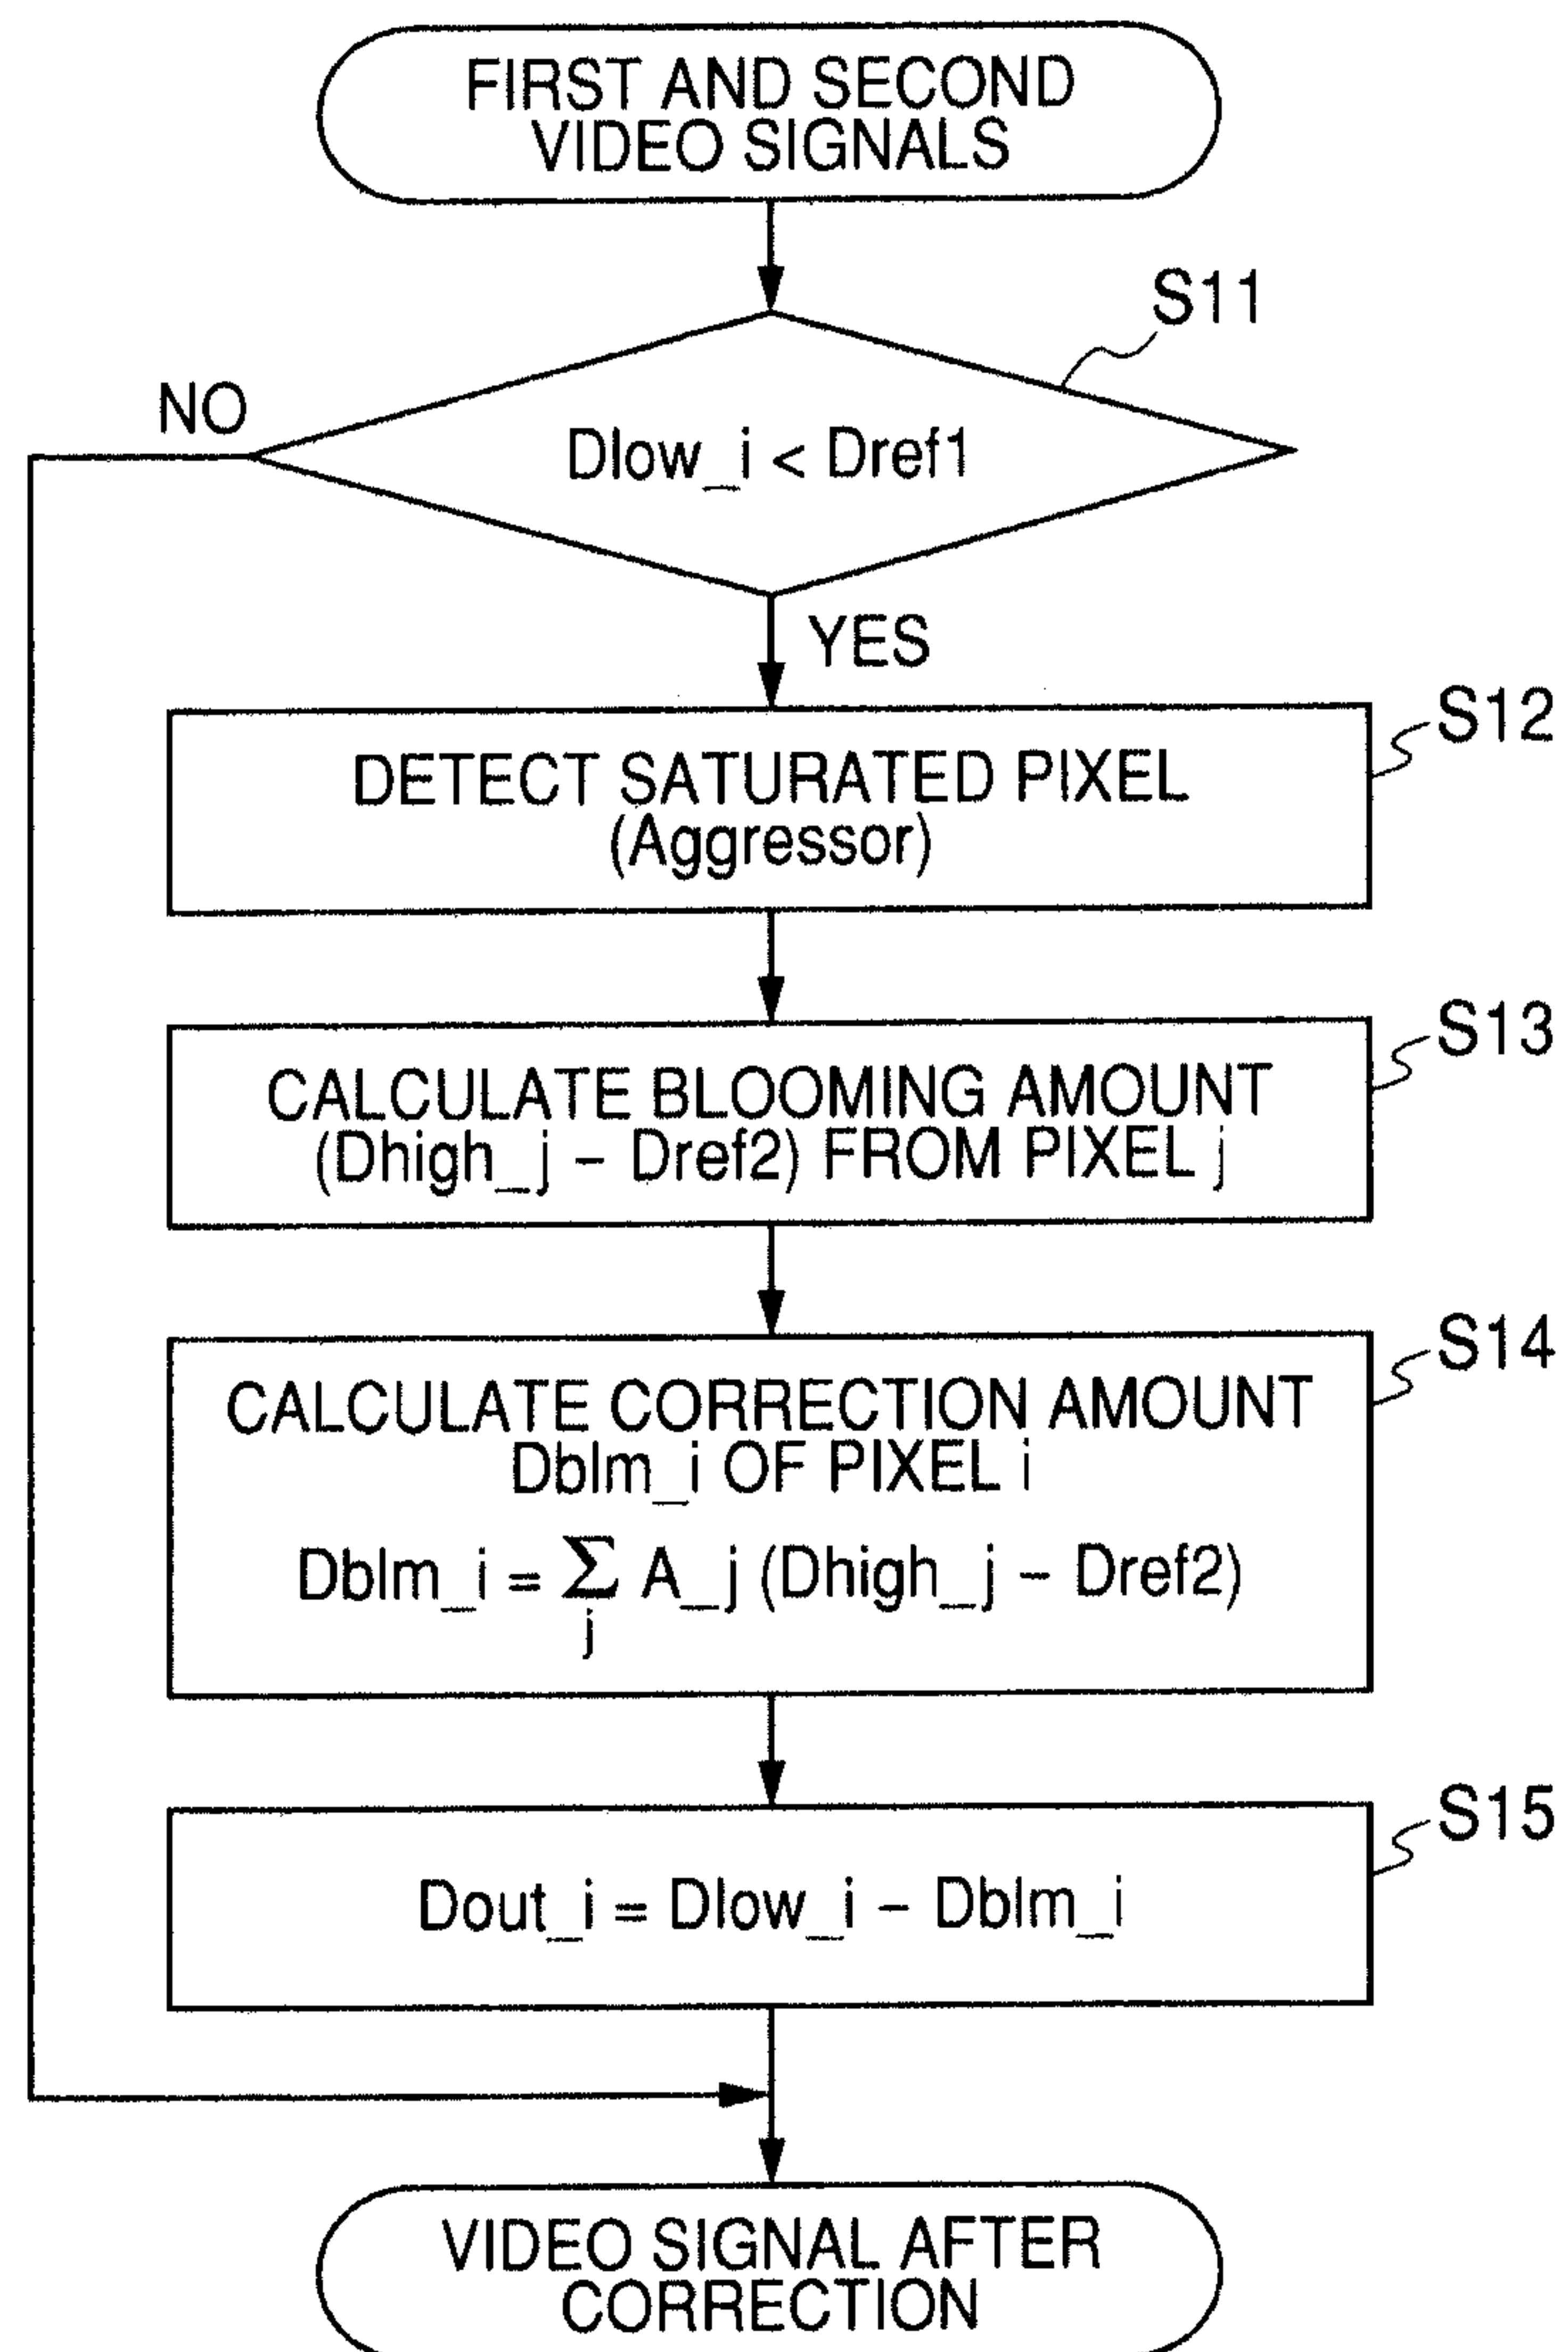 FIRST AND SECOND
VIDEO SIGNALS
S11
NO
Dlow_i < Dref1
YES
S12
DETECT SATURATED PIXEL
(Aggressor)
S13
CALCULATE BLOOMING AMOUNT
(Dhigh_j − Dref2) FROM PIXEL j
S14
CALCULATE CORRECTION AMOUNT
Dblm_i OF PIXEL i
Dblm_i = Σ A_j (Dhigh_j − Dref2)
j
S15
Dout_i = Dlow_i − Dblm_i
VIDEO SIGNAL AFTER
CORRECTION